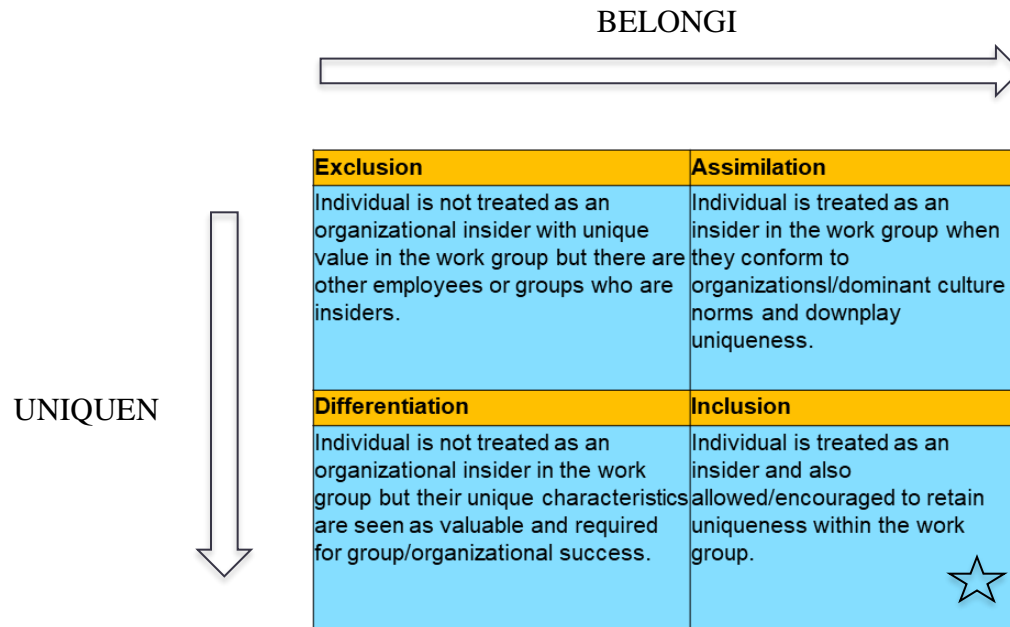 BELONGI
Exclusion
Individual is not treated as an
organizational insider with unique
value in the work group but there are
other employees or groups who are
insiders.
Assimilation
Individual is treated as an
insider in the work group when
they conform to
organizationsl/dominant culture
norms and downplay
uniqueness.
UNIQUEN
Differentiation
Individual is not treated as an
organizational insider in the work
group but their unique characteristics
are seen as valuable and required
for group/organizational success.
Inclusion
Individual is treated as an
insider and also
allowed/encouraged to retain
uniqueness within the work
group.